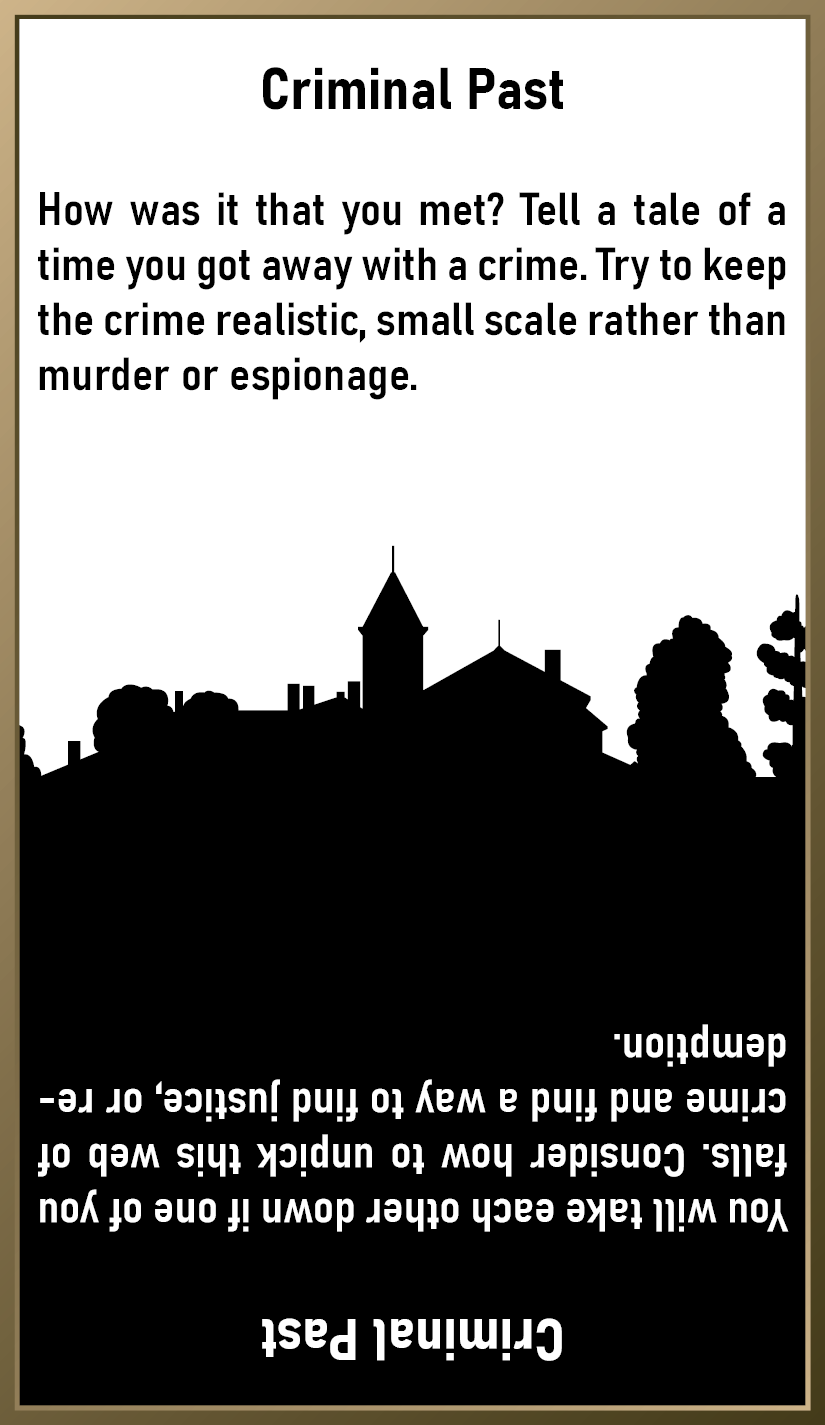 Criminal Past
How was it that you met? Tell a tale of a
time you got away with a crime. Try to keep
the crime realistic, small scale rather than
murder or espionage.
Criminal Past
You will take each other down if one of you
falls. Consider how to unpick this web of
crime and find a way to find justice, or re-
demption.